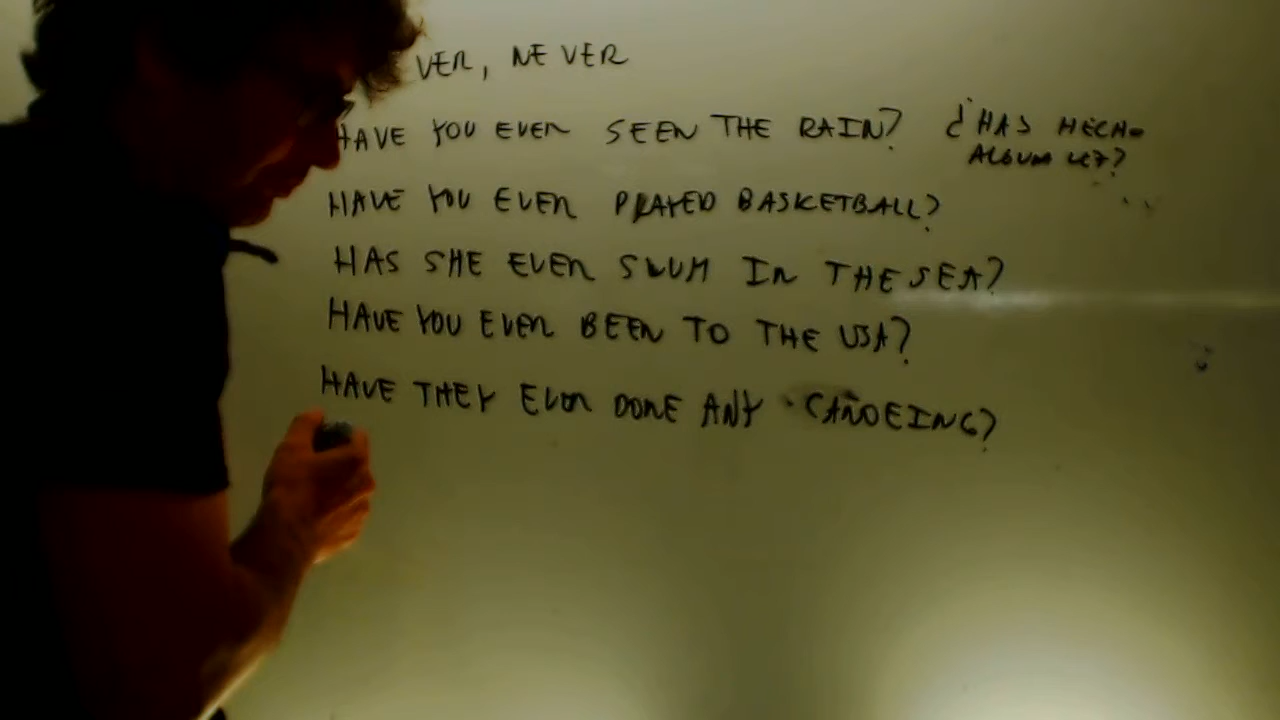 VER, NEVER
HAVE YOU EVER SEEN THE RAIN? ¿HAS HECHO
ALGUNA VEZ?
HAVE YOU EVER PLAYED BASKETBALL?
HAS SHE EVER SWUM IN THE SEA?
HAVE YOU EVER BEEN TO THE USA?
HAVE THEY EVER DONE ANY CAÑOEING?